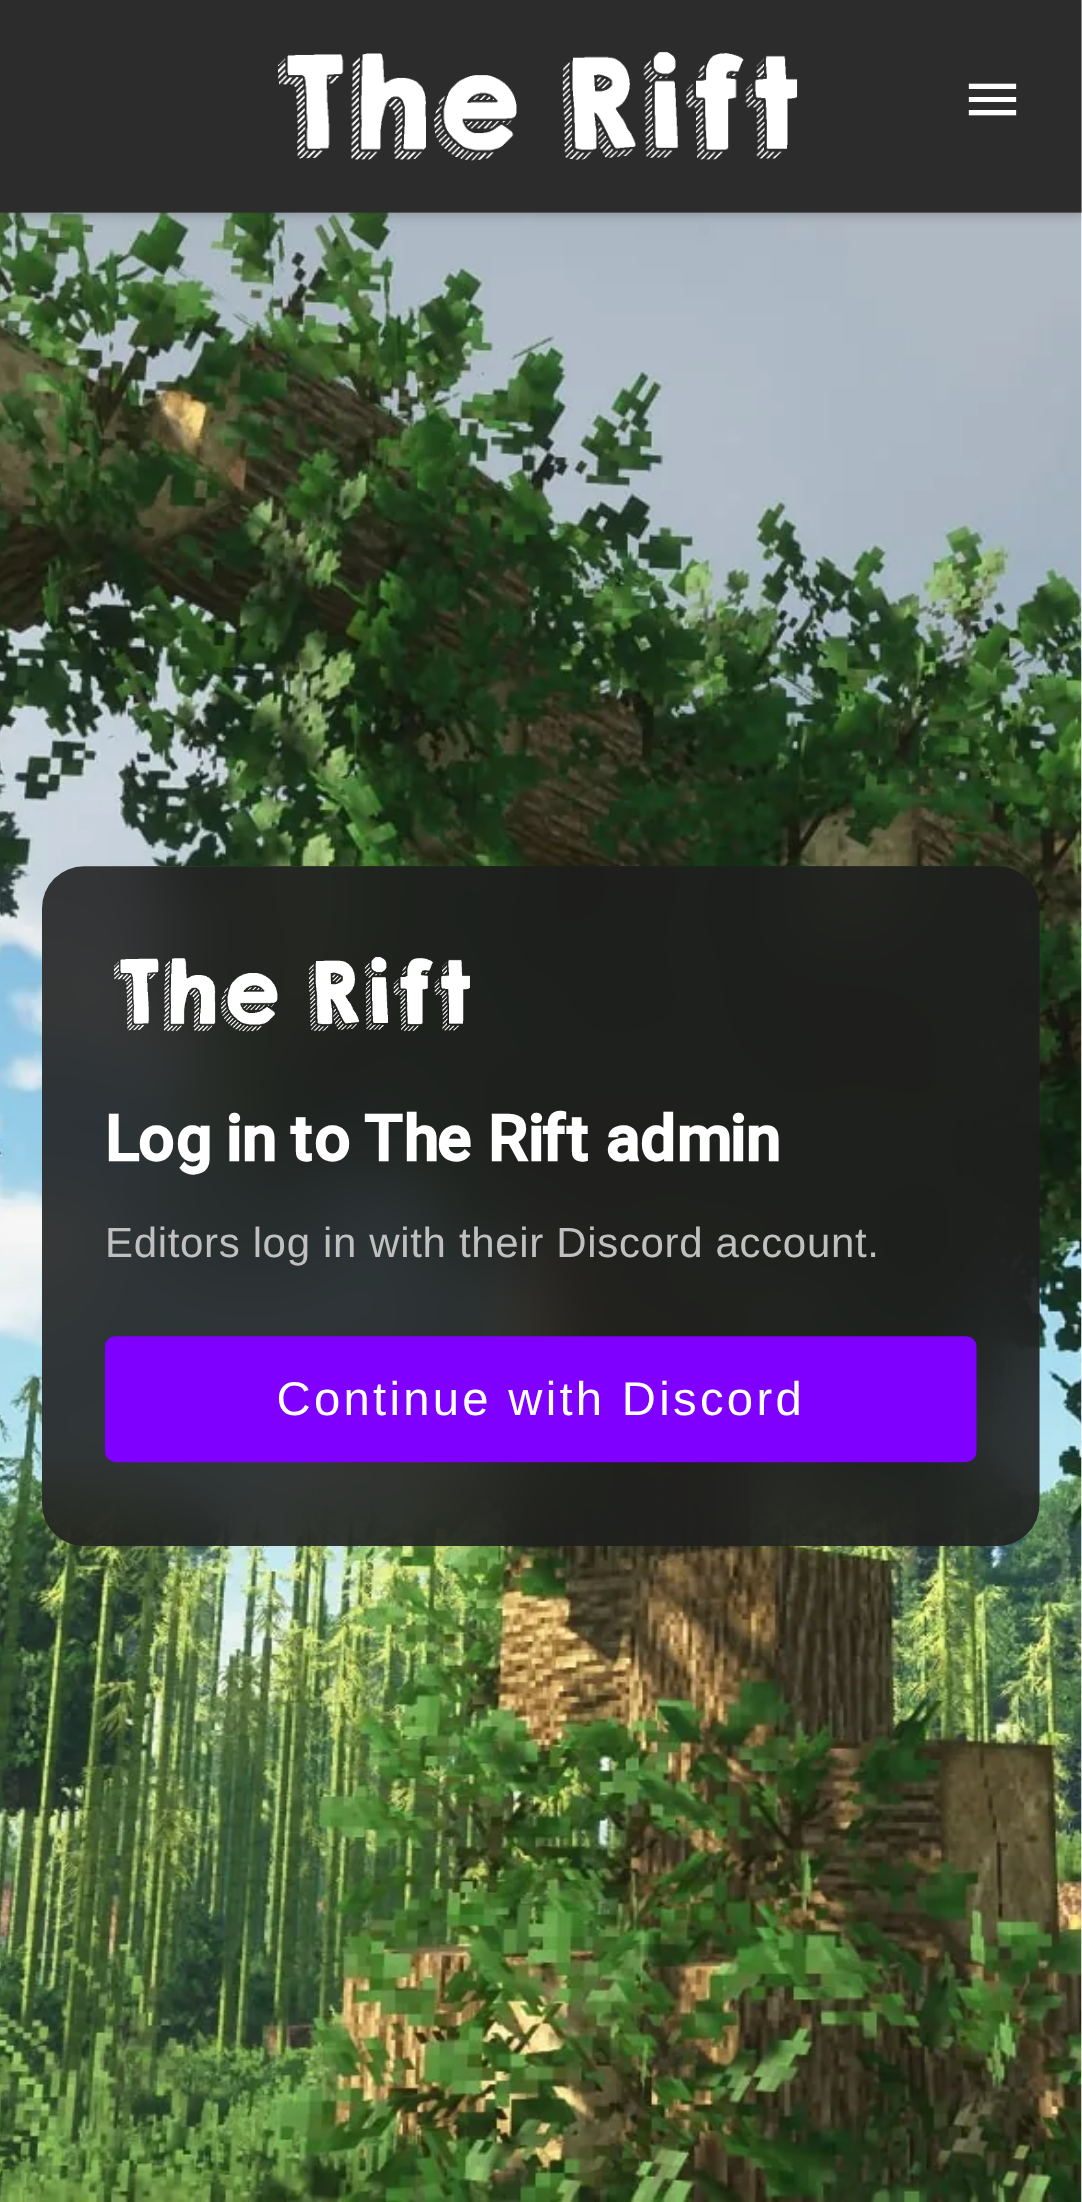 The Rift
The Rift
Log in to The Rift admin
Editors log in with their Discord account.
Continue with Discord